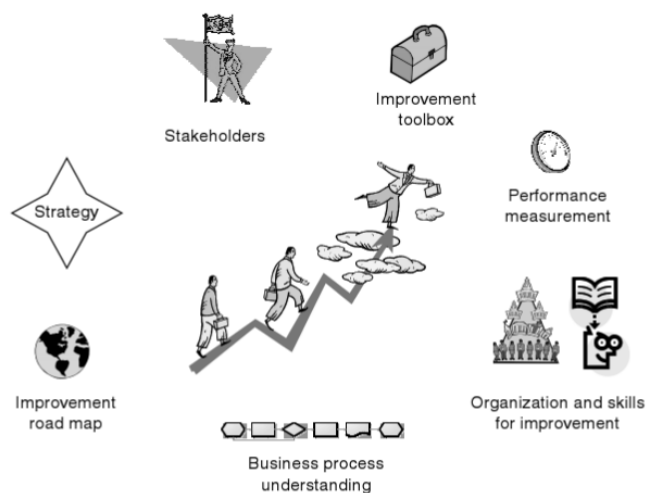 Stakeholders
Improvement
toolbox
Strategy
Performance
measurement
Improvement
road map
Organization and skills
for improvement
Business process
understanding